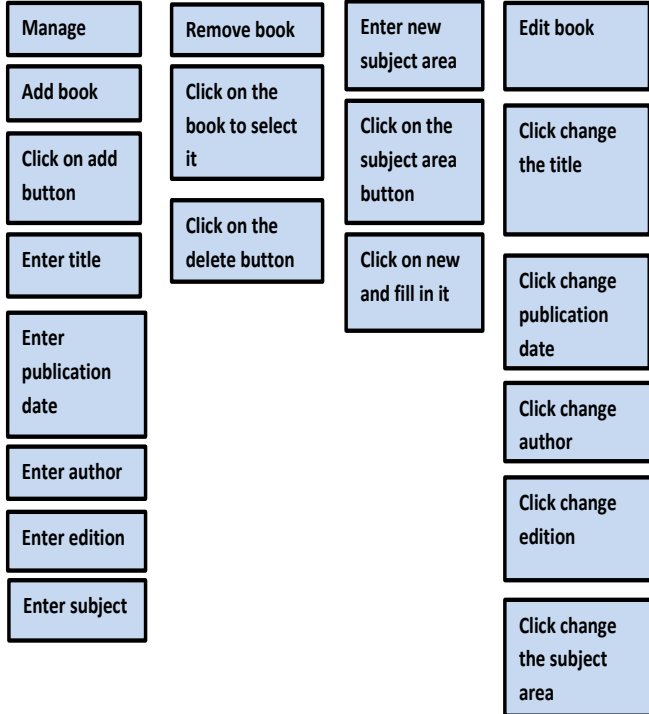 Manage
Add book
Click on add
button
Enter title
Enter
publication
date
Enter author
Enter edition
Enter subject
Remove book
Click on the
book to select
it
Click on the
delete button
Enter new
subject area
Click on the
subject area
button
Click on new
and fill in it
Edit book
Click change
the title
Click change
publication
date
Click change
author
Click change
edition
Click change
the subject
area